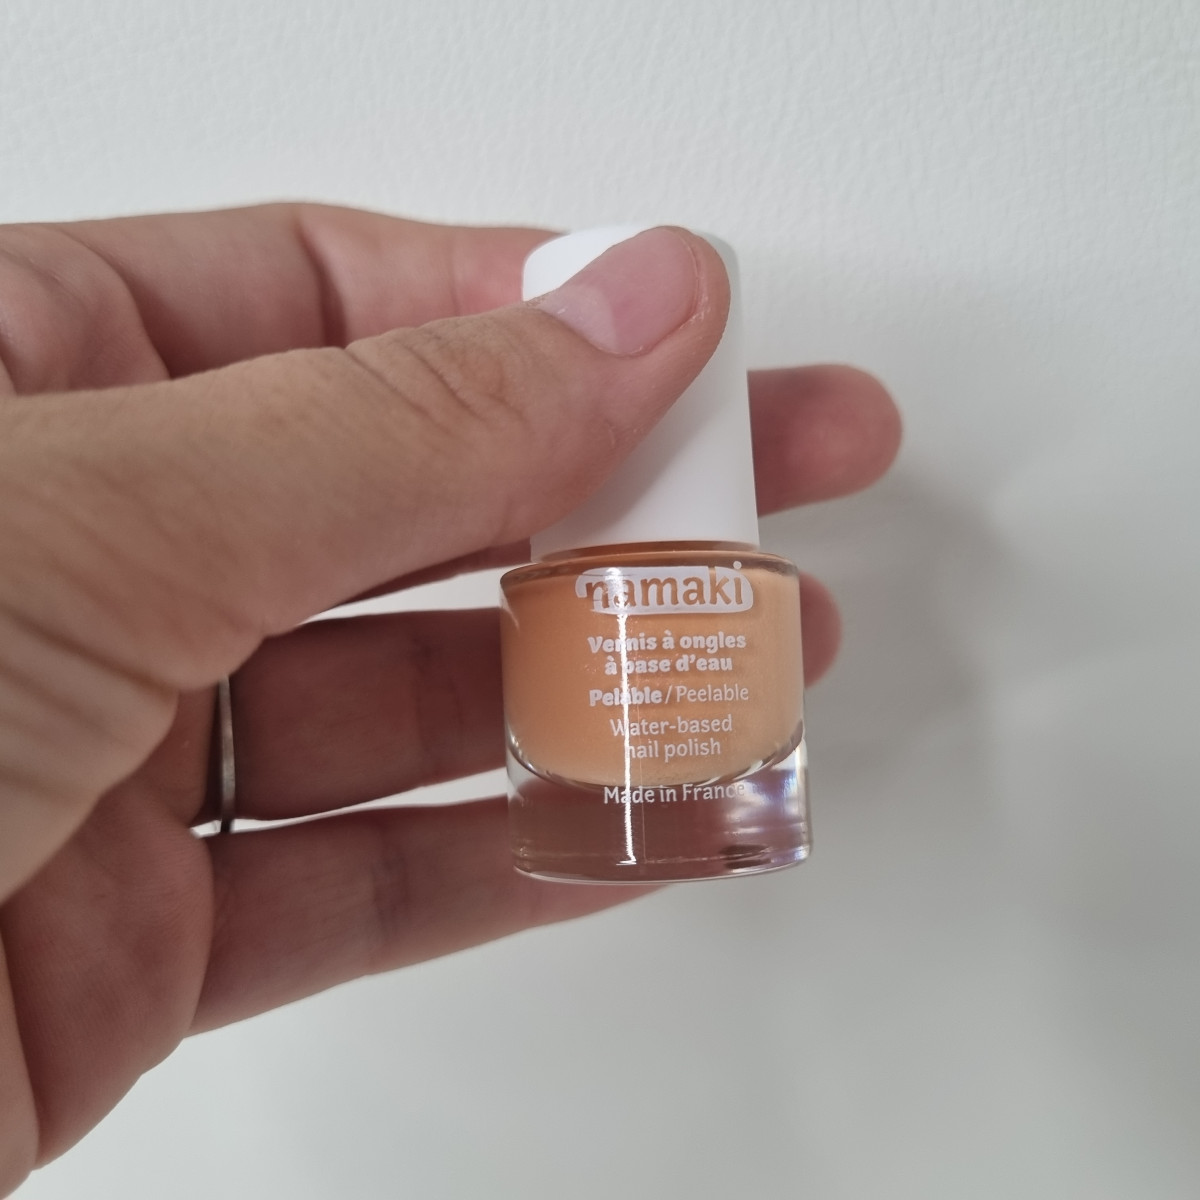 namaki
Vernis à ongles
à base d'eau
Pelable / Peelable
Water-based
nail polish
Made in France